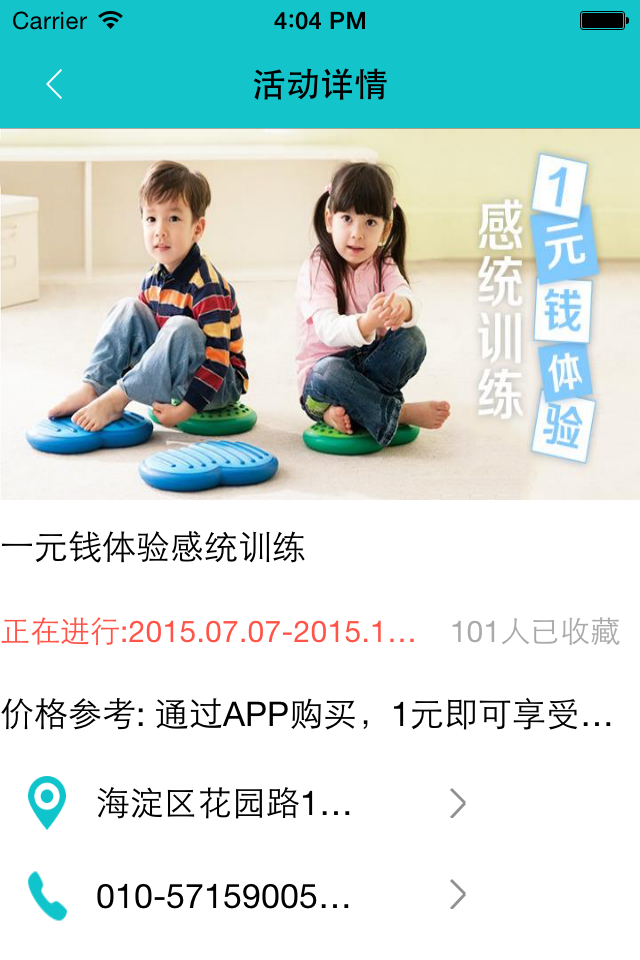 Carrier 4:04 PM
活动详情
感统训练
1元钱体验
一元钱体验感统训练
正在进行:2015.07.07-2015.1... 101人已收藏
价格参考: 通过APP购买，1元即可享受...
海淀区花园路1...
010-57159005...